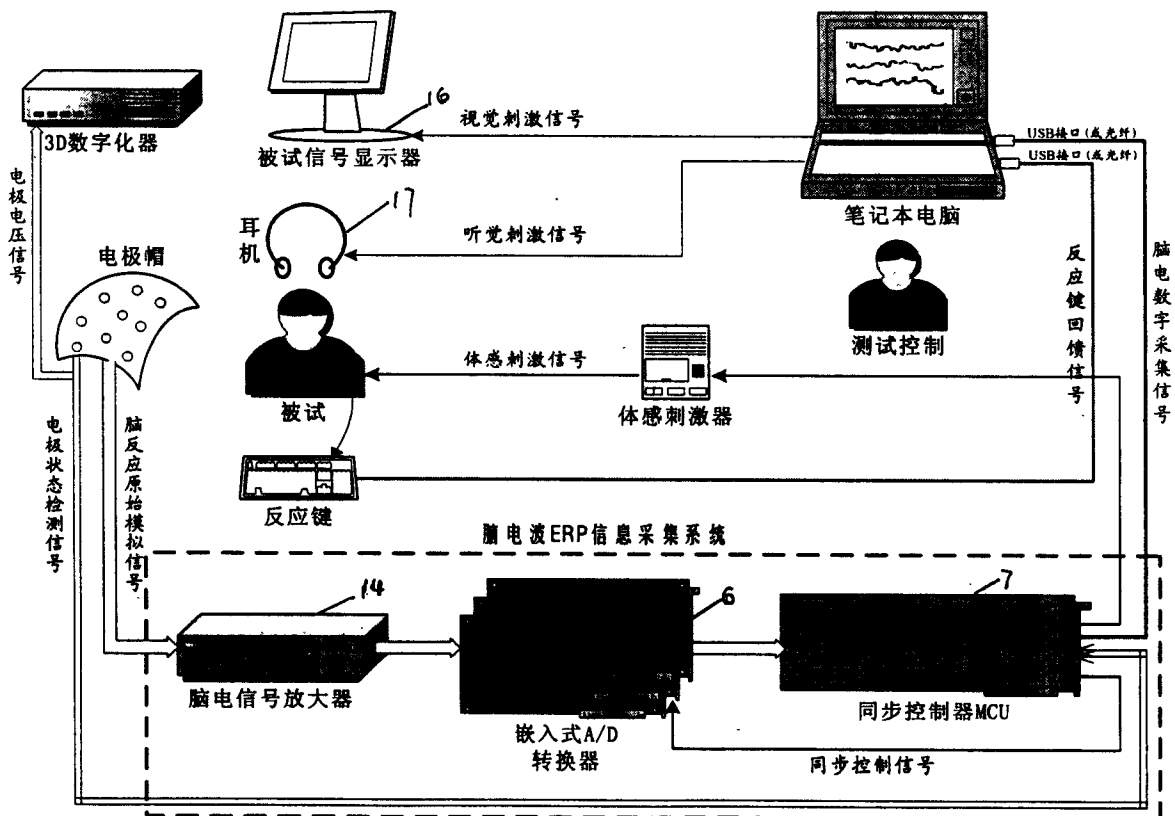 16
视觉刺激信号
USB接口(或光纤)
USB接口(或光纤)
3D数字化器
被试信号显示器
笔记本电脑
电极电压信号
17
耳机
听觉刺激信号
电极帽
反应键回馈信号
脑电数字采集信号
测试控制
体感刺激信号
被试
体感刺激器
电极状态检测信号
脑反应原始模拟信号
反应键
脑电波ERP信息采集系统
14
6
7
脑电信号放大器
嵌入式A/D
转换器
同步控制器MCU
同步控制信号